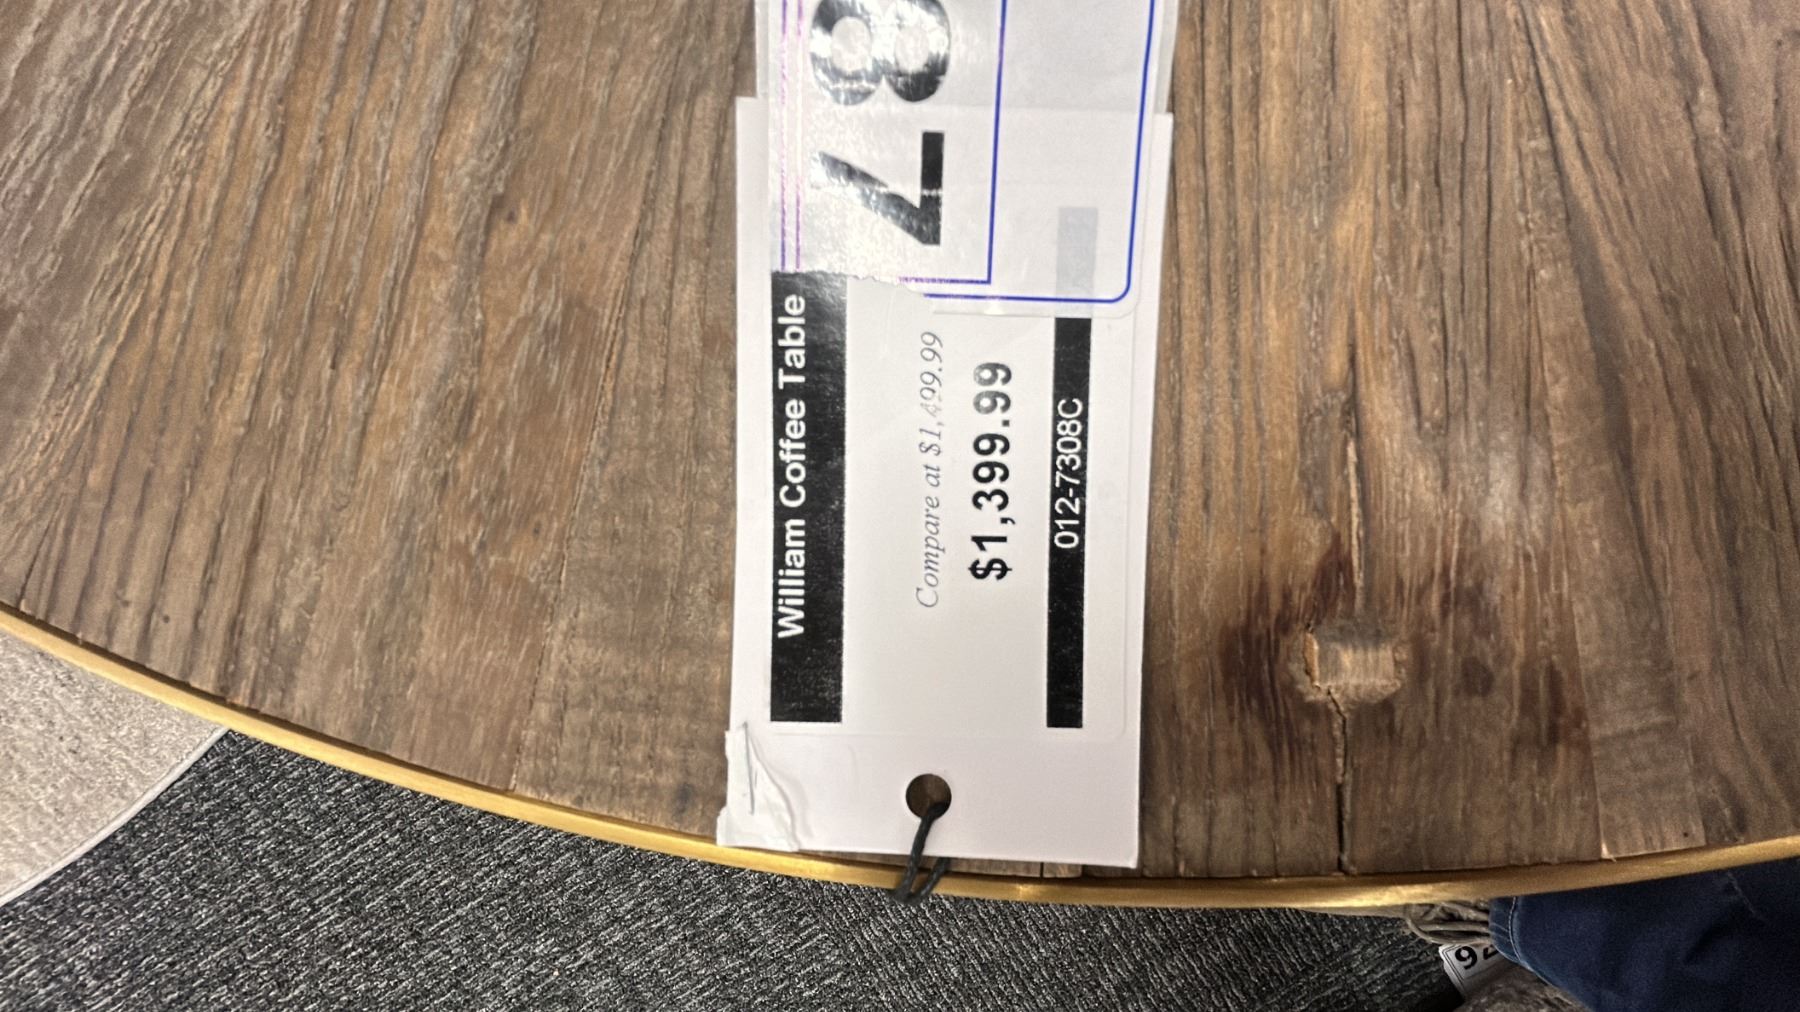 87
William Coffee Table
Compare at $1,499.99
$1,399.99
012-7308C